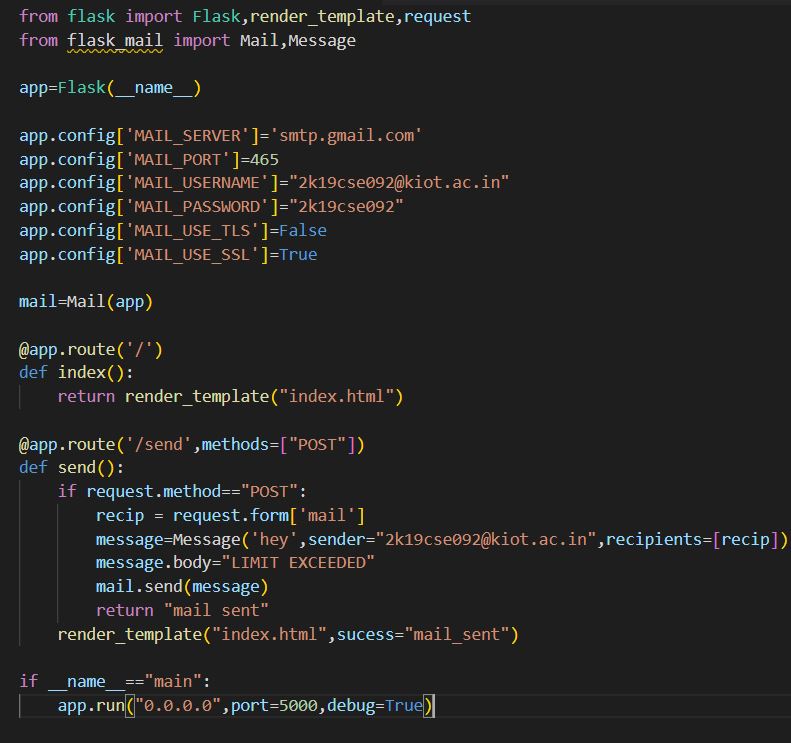 from flask import Flask,render_template,request
from flask_mail import Mail,Message
app=Flask(__name__)
app.config['MAIL_SERVER']='smtp.gmail.com'
app.config['MAIL_PORT']=465
app.config['MAIL_USERNAME']="2k19cse092@kiot.ac.in"
app.config['MAIL_PASSWORD']="2k19cse092"
app.config['MAIL_USE_TLS']=False
app.config['MAIL_USE_SSL']=True
mail=Mail(app)
@app.route('/')
def index():
    return render_template("index.html")
@app.route('/send',methods=["POST"])
def send():
    if request.method=="POST":
        recip = request.form['mail']
        message=Message('hey',sender="2k19cse092@kiot.ac.in",recipients=[recip])
        message.body="LIMIT EXCEEDED"
        mail.send(message)
        return "mail sent"
    render_template("index.html",sucess="mail_sent")
if __name__=="main":
    app.run("0.0.0.0",port=5000,debug=True)